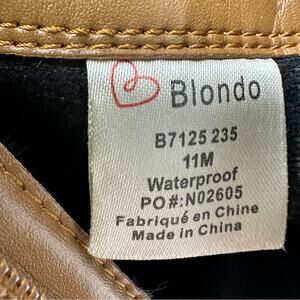 Blondo
B7125 235
11M
Waterproof
PO#:N02605
Fabriqué en Chine
Made in China